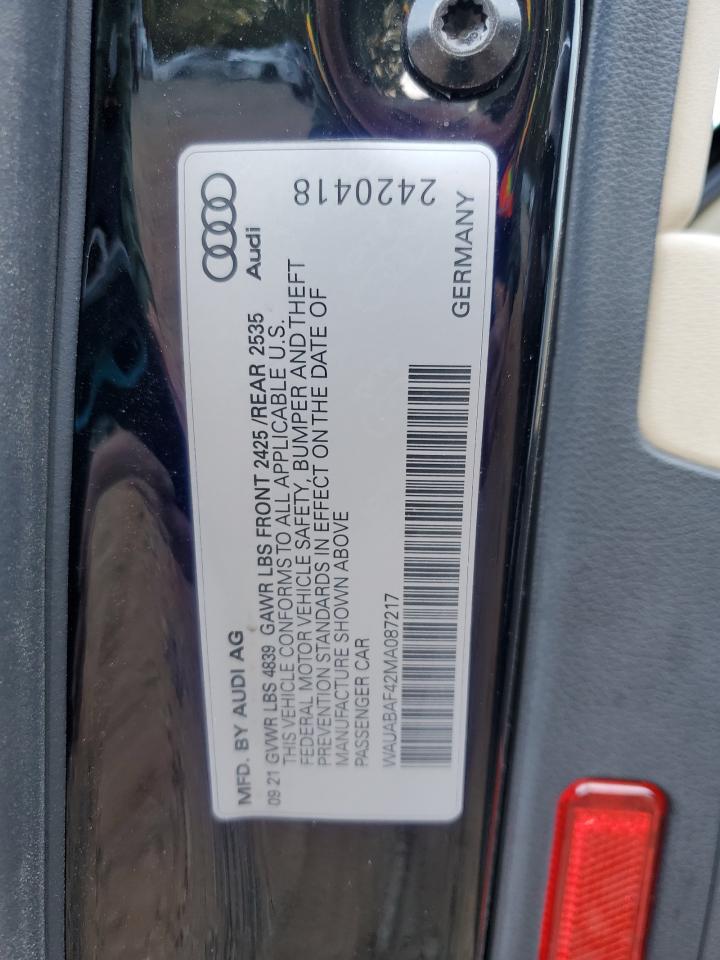 MFD. BY AUDI AG
Audi
09 21 GVWR LBS 4839 GAWR LBS FRONT 2425 /REAR 2535
THIS VEHICLE CONFORMS TO ALL APPLICABLE U.S.
FEDERAL MOTOR VEHICLE SAFETY, BUMPER AND THEFT
PREVENTION STANDARDS IN EFFECT ON THE DATE OF
MANUFACTURE SHOWN ABOVE
PASSENGER CAR
WAUABAF42MA087217
GERMANY
2420418